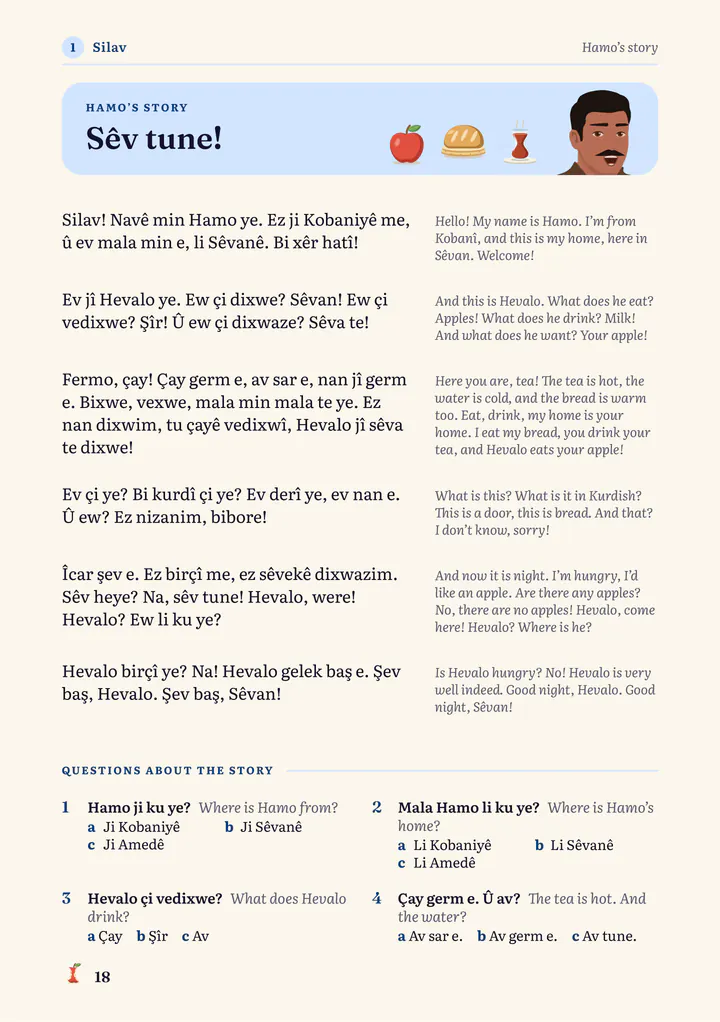 1 Silav
Hamo’s story
HAMO’S STORY
Sêv tune!
Silav! Navê min Hamo ye. Ez ji Kobaniyê me,
û ev mala min e, li Sêvanê. Bi xêr hatî!
Hello! My name is Hamo. I’m from
Kobanî, and this is my home, here in
Sêvan. Welcome!
Ev jî Hevalo ye. Ew çi dixwe? Sêvan! Ew çi
vedixwe? Şîr! Û ew çi dixwaze? Sêva te!
And this is Hevalo. What does he eat?
Apples! What does he drink? Milk!
And what does he want? Your apple!
Fermo, çay! Çay germ e, av sar e, nan jî germ
e. Bixwe, vexwe, mala min mala te ye. Ez
nan dixwim, tu çayê vedixwî, Hevalo jî sêva
te dixwe!
Here you are, tea! The tea is hot, the
water is cold, and the bread is warm
too. Eat, drink, my home is your
home. I eat my bread, you drink your
tea, and Hevalo eats your apple!
Ev çi ye? Bi kurdî çi ye? Ev derî ye, ev nan e.
Û ew? Ez nizanim, bibore!
What is this? What is it in Kurdish?
This is a door, this is bread. And that?
I don’t know, sorry!
Îcar şev e. Ez birçî me, ez sêvekê dixwazim.
Sêv heye? Na, sêv tune! Hevalo, were!
Hevalo? Ew li ku ye?
And now it is night. I’m hungry, I’d
like an apple. Are there any apples?
No, there are no apples! Hevalo, come
here! Hevalo? Where is he?
Hevalo birçî ye? Na! Hevalo gelek baş e. Şev
baş, Hevalo. Şev baş, Sêvan!
Is Hevalo hungry? No! Hevalo is very
well indeed. Good night, Hevalo. Good
night, Sêvan!
QUESTIONS ABOUT THE STORY
1 Hamo ji ku ye? Where is Hamo from?
a Ji Kobaniyê b Ji Sêvanê
c Ji Amedê
2 Mala Hamo li ku ye? Where is Hamo’s
home?
a Li Kobaniyê b Li Sêvanê
c Li Amedê
3 Hevalo çi vedixwe? What does Hevalo
drink?
a Çay b Şîr c Av
4 Çay germ e. Û av? The tea is hot. And
the water?
a Av sar e. b Av germ e. c Av tune.
18